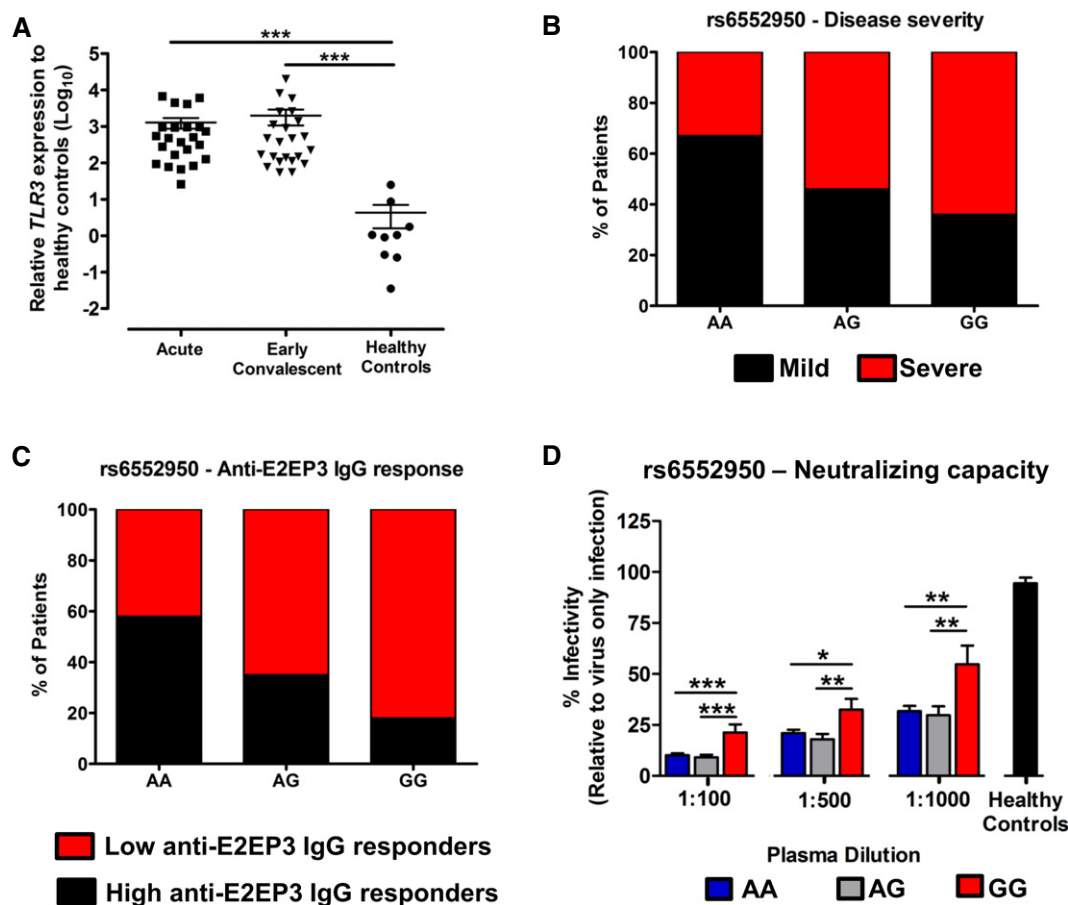 A
Relative TLR3 expression to
healthy controls (Log10)
5
4
3
2
1
0
-1
-2
***
***
Acute
Early
Convalescent
Healthy
Controls
B
rs6552950 - Disease severity
% of Patients
100
80
60
40
20
0
AA
AG
GG
Mild
Severe
C
rs6552950 - Anti-E2EP3 IgG response
% of Patients
100
80
60
40
20
0
AA
AG
GG
Low anti-E2EP3 IgG responders
High anti-E2EP3 IgG responders
D
rs6552950 – Neutralizing capacity
% Infectivity
(Relative to virus only infection)
125
100
75
50
25
0
***
***
*
**
**
**
1:100
1:500
1:1000
Healthy
Controls
Plasma Dilution
AA
AG
GG